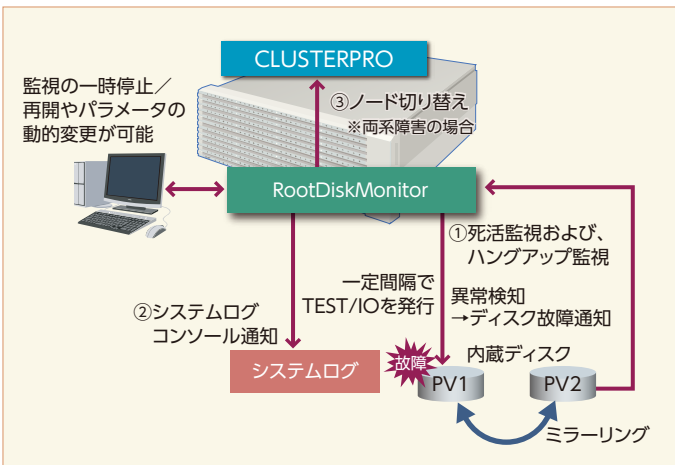 CLUSTERPRO
監視の一時停止／
再開やパラメータの
動的変更が可能
③ノード切り替え
※両系障害の場合
RootDiskMonitor
①死活監視および、
ハングアップ監視
一定間隔で
TEST/IOを発行
異常検知
→ディスク故障通知
②システムログ
コンソール通知
システムログ
故障
内蔵ディスク
PV1
PV2
ミラーリング